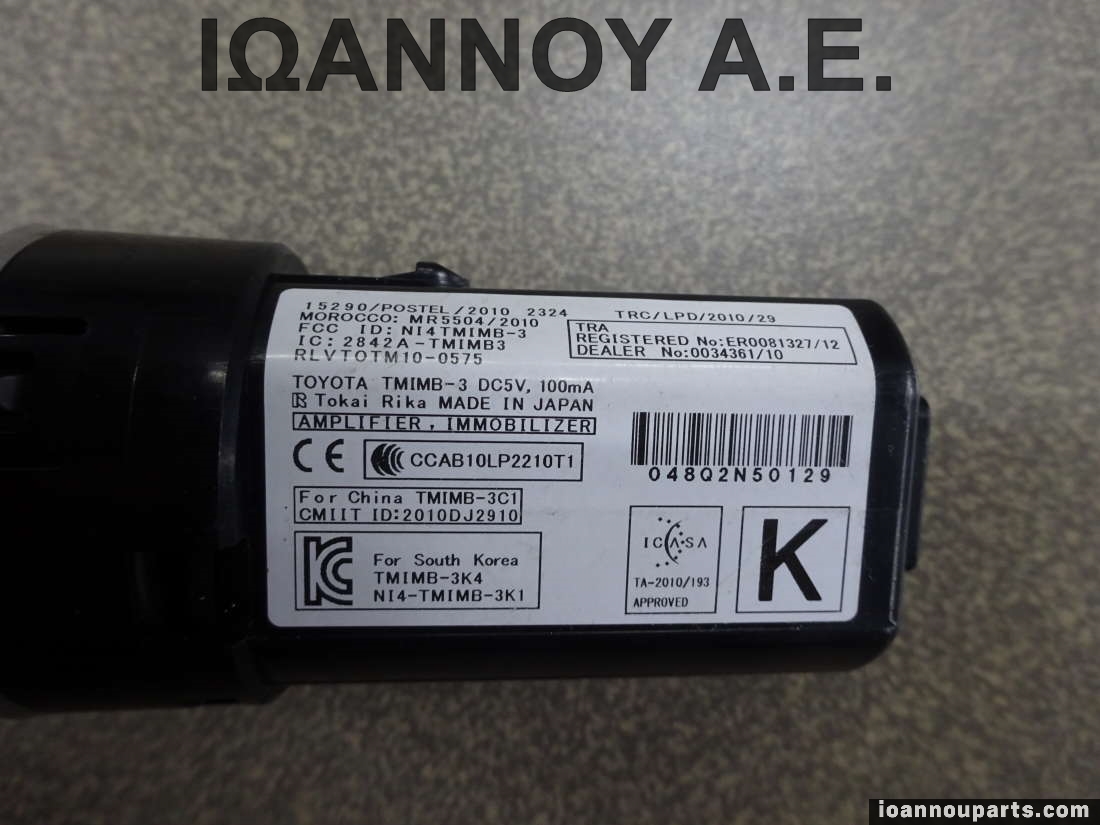 ΙΩΑΝΝΟΥ Α.Ε.
15290/POSTEL/2010 2324
MOROCCO: MR5504/2010
FCC ID: NI4TMIMB-3
IC: 2842A-TMIMB3
RLVTOTM10-0575
TRC/LPD/2010/29
TRA
REGISTERED No:ER0081327/12
DEALER No:0034361/10
TOYOTA TMIMB-3 DC5V, 100mA
R Tokai Rika MADE IN JAPAN
AMPLIFIER, IMMOBILIZER
CE
CCAB10LP2210T1
048Q2N50129
For China TMIMB-3C1
CMIIT ID:2010DJ2910
KC
For South Korea
TMIMB-3K4
NI4-TMIMB-3K1
ICASA
TA-2010/193
APPROVED
K
ioannouparts.com